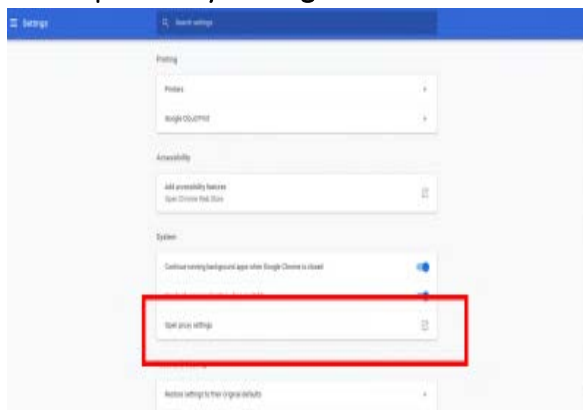 Settings
Search settings
Printing
Printers
Google Cloud Print
Accessibility
Add accessibility features
Open Chrome Web Store
System
Continue running background apps when Google Chrome is closed
Open proxy settings
Restore settings to their original defaults